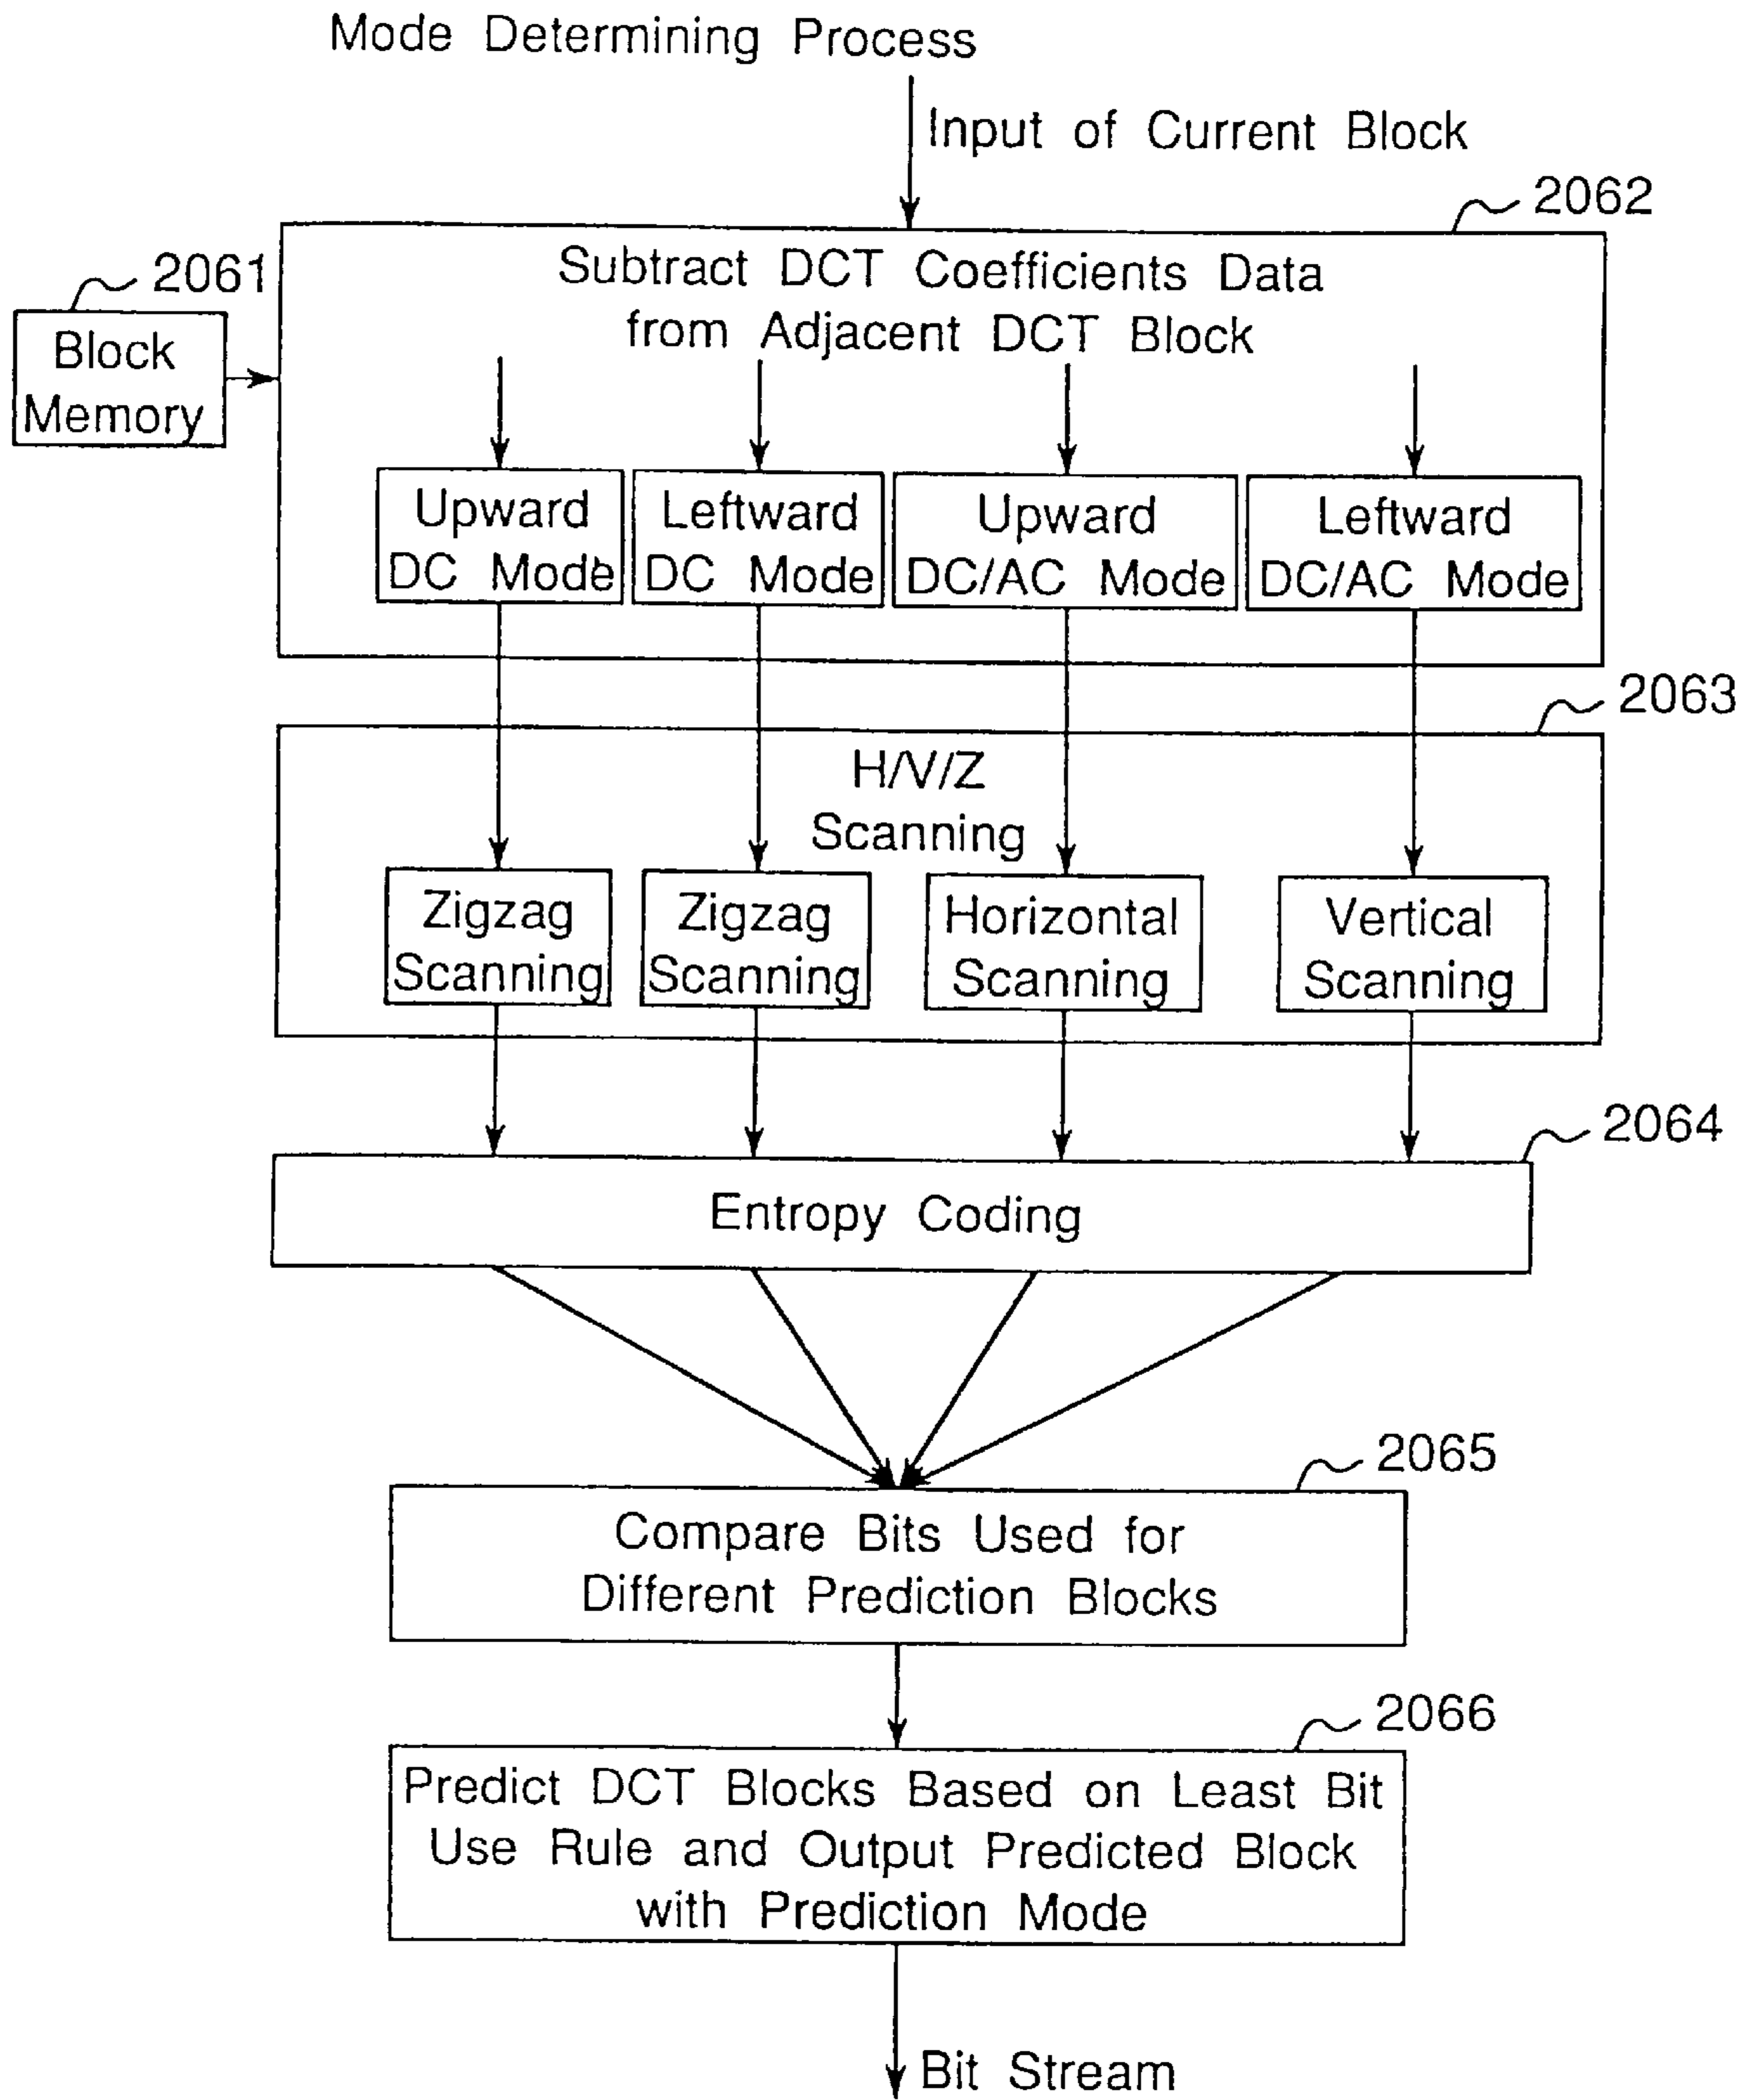 Mode Determining Process
Input of Current Block
2062
Subtract DCT Coefficients Data
from Adjacent DCT Block
2061
Block
Memory
Upward
DC Mode
Leftward
DC Mode
Upward
DC/AC Mode
Leftward
DC/AC Mode
2063
H/V/Z
Scanning
Zigzag
Scanning
Zigzag
Scanning
Horizontal
Scanning
Vertical
Scanning
2064
Entropy Coding
2065
Compare Bits Used for
Different Prediction Blocks
2066
Predict DCT Blocks Based on Least Bit
Use Rule and Output Predicted Block
with Prediction Mode
Bit Stream